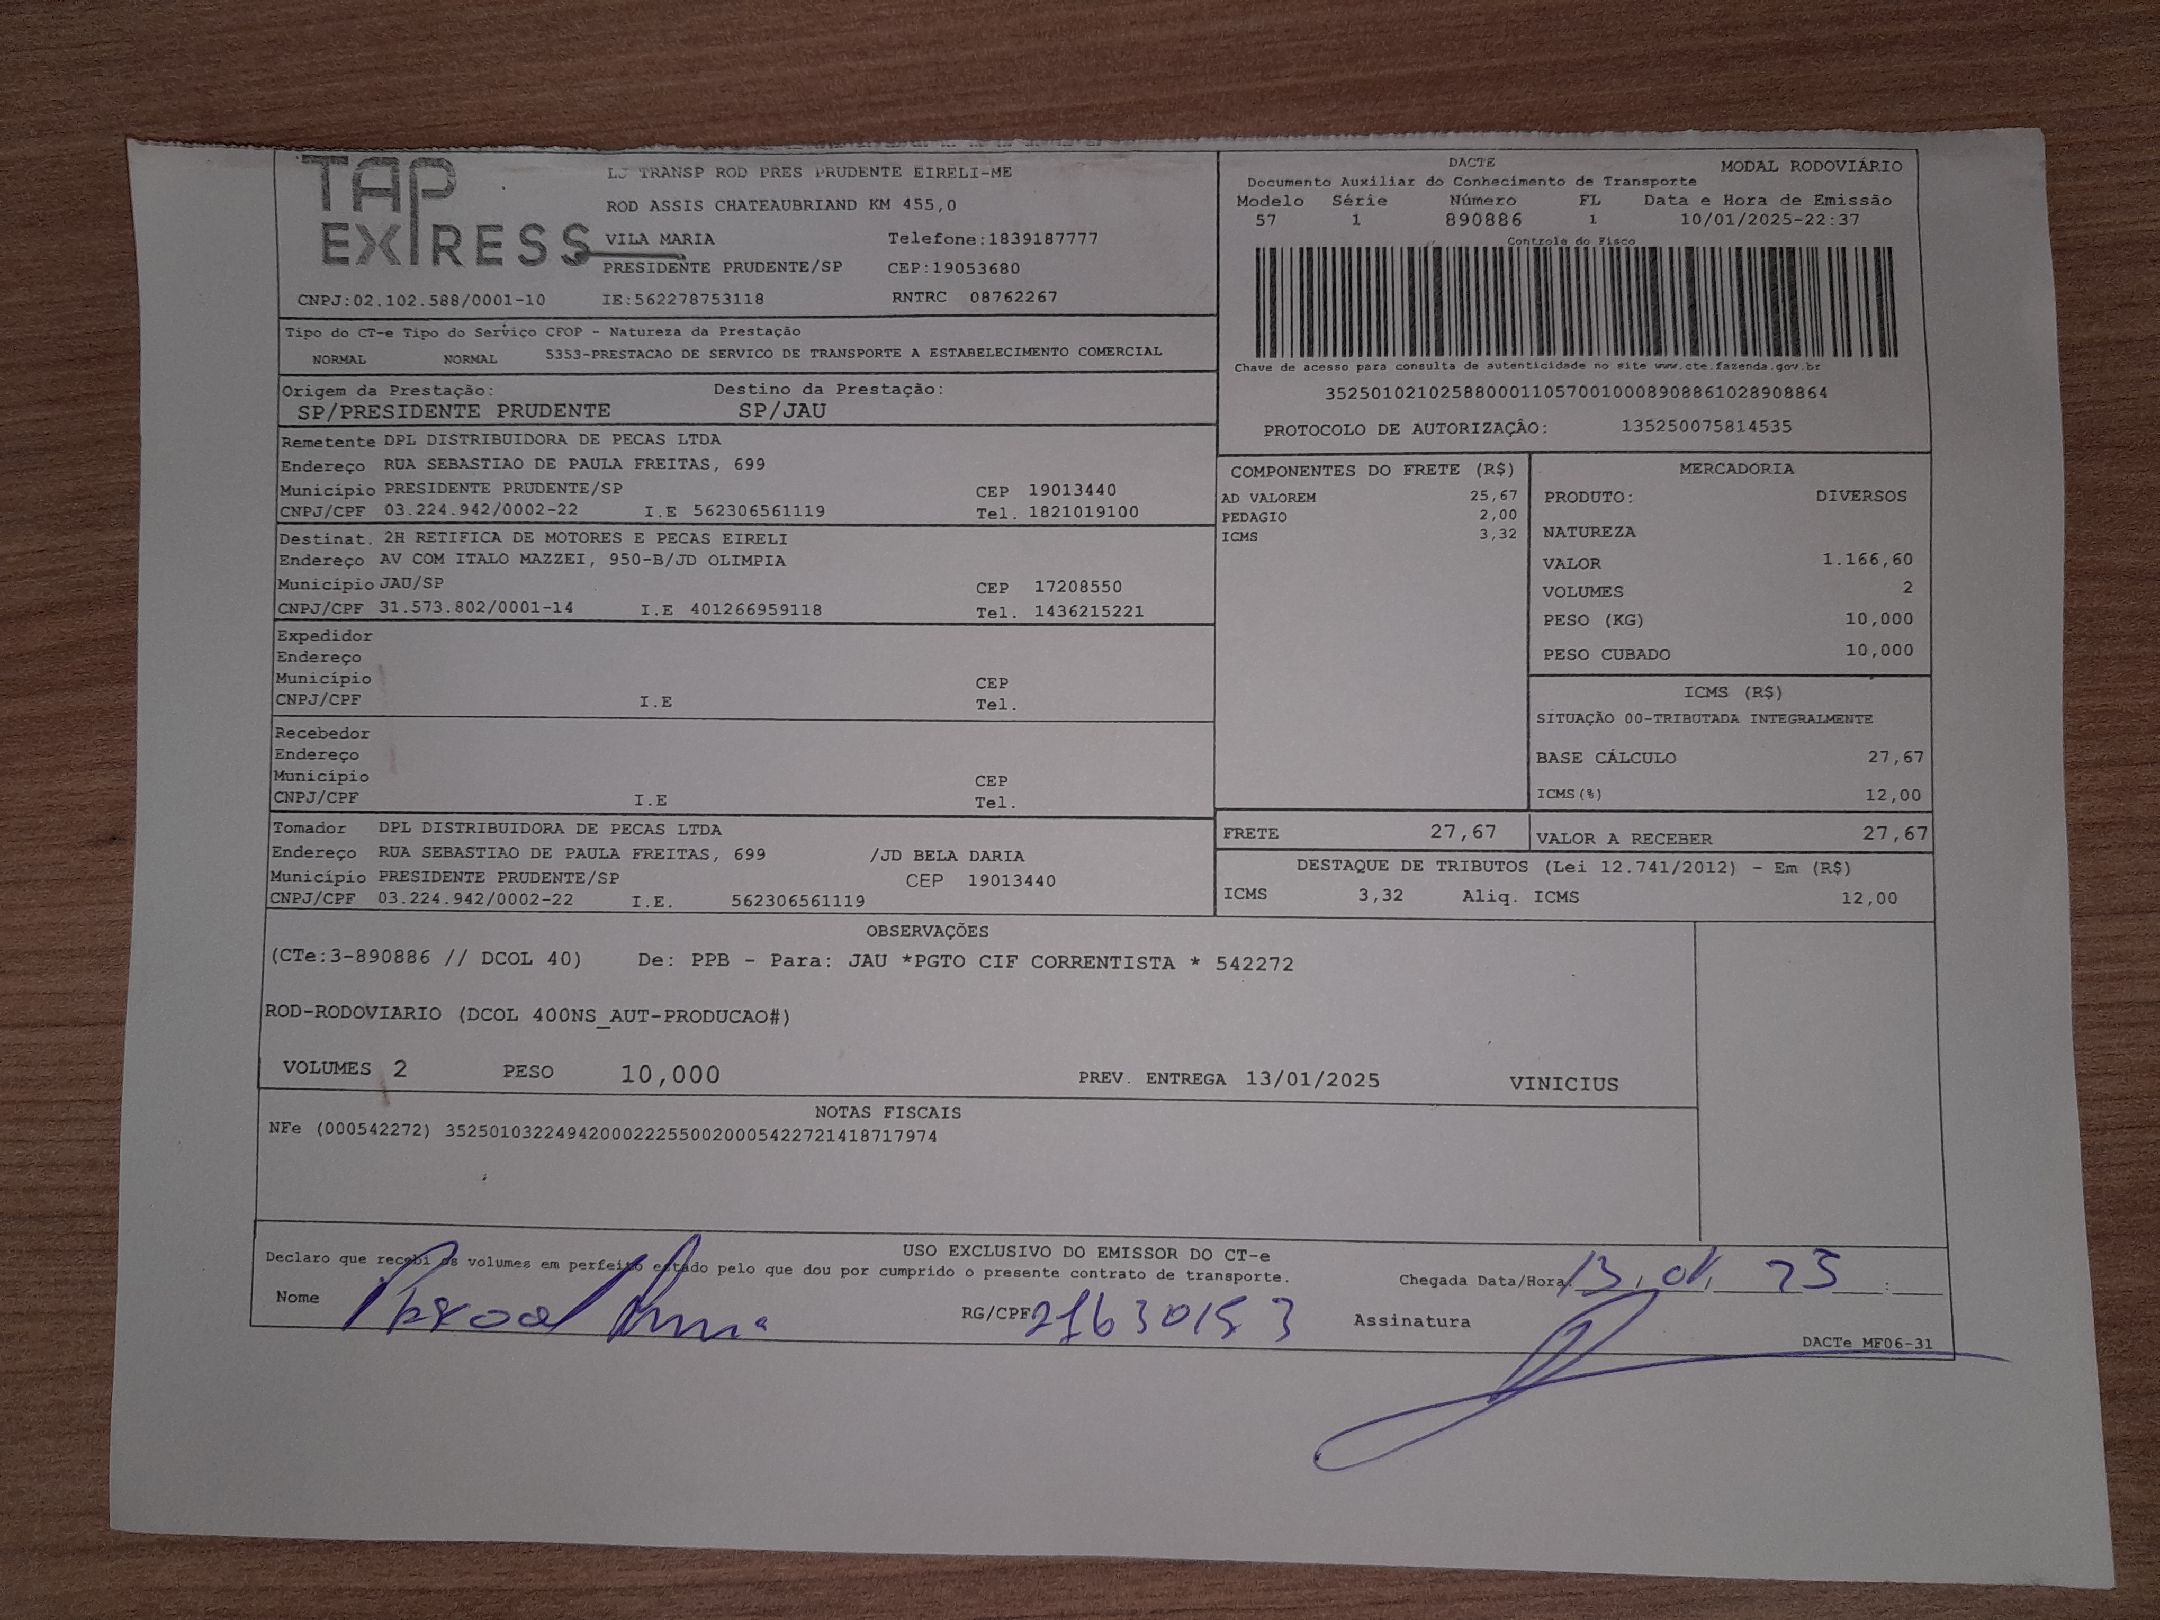 TAP
EXPRESS
LJ TRANSP ROD PRES PRUDENTE EIRELI-ME
ROD ASSIS CHATEAUBRIAND KM 455,0
VILA MARIA Telefone:1839187777
PRESIDENTE PRUDENTE/SP CEP:19053680
CNPJ:02.102.588/0001-10 IE:562278753118 RNTRC 08762267
DACTE MODAL RODOVIÁRIO
Documento Auxiliar do Conhecimento de Transporte
Modelo Série Número FL Data e Hora de Emissão
57 1 890886 1 10/01/2025-22:37
Controle do Fisco
Chave de acesso para consulta de autenticidade no site www.cte.fazenda.gov.br
35250102102588000110570010008908861028908864
PROTOCOLO DE AUTORIZAÇÃO: 135250075814535
Tipo do CT-e Tipo do Serviço CFOP - Natureza da Prestação
NORMAL NORMAL 5353-PRESTACAO DE SERVICO DE TRANSPORTE A ESTABELECIMENTO COMERCIAL
Origem da Prestação: Destino da Prestação:
SP/PRESIDENTE PRUDENTE SP/JAU
Remetente DPL DISTRIBUIDORA DE PECAS LTDA
Endereço RUA SEBASTIAO DE PAULA FREITAS, 699
Município PRESIDENTE PRUDENTE/SP CEP 19013440
CNPJ/CPF 03.224.942/0002-22 I.E 562306561119 Tel. 1821019100
Destinat. 2H RETIFICA DE MOTORES E PECAS EIRELI
Endereço AV COM ITALO MAZZEI, 950-B/JD OLIMPIA
Município JAU/SP CEP 17208550
CNPJ/CPF 31.573.802/0001-14 I.E 401266959118 Tel. 1436215221
Expedidor
Endereço
Município CEP
CNPJ/CPF I.E Tel.
Recebedor
Endereço
Município CEP
CNPJ/CPF I.E Tel.
Tomador DPL DISTRIBUIDORA DE PECAS LTDA
Endereço RUA SEBASTIAO DE PAULA FREITAS, 699 /JD BELA DARIA
Município PRESIDENTE PRUDENTE/SP CEP 19013440
CNPJ/CPF 03.224.942/0002-22 I.E. 562306561119
COMPONENTES DO FRETE (R$)
AD VALOREM 25,67
PEDAGIO 2,00
ICMS 3,32
MERCADORIA
PRODUTO: DIVERSOS
NATUREZA
VALOR 1.166,60
VOLUMES 2
PESO (KG) 10,000
PESO CUBADO 10,000
ICMS (R$)
SITUAÇÃO 00-TRIBUTADA INTEGRALMENTE
BASE CÁLCULO 27,67
ICMS(%) 12,00
FRETE 27,67 VALOR A RECEBER 27,67
DESTAQUE DE TRIBUTOS (Lei 12.741/2012) - Em (R$)
ICMS 3,32 Aliq. ICMS 12,00
OBSERVAÇÕES
(CTe:3-890886 // DCOL 40) De: PPB - Para: JAU *PGTO CIF CORRENTISTA * 542272
ROD-RODOVIARIO (DCOL 400NS_AUT-PRODUCAO#)
VOLUMES 2 PESO 10,000 PREV. ENTREGA 13/01/2025 VINICIUS
NOTAS FISCAIS
NFe (000542272) 35250103224942000222550020005422721418717974
USO EXCLUSIVO DO EMISSOR DO CT-e
Declaro que recebi os volumes em perfeito estado pelo que dou por cumprido o presente contrato de transporte. Chegada Data/Hora 13.01.25 :
Nome RG/CPF 21630153 Assinatura
DACTe MF06-31